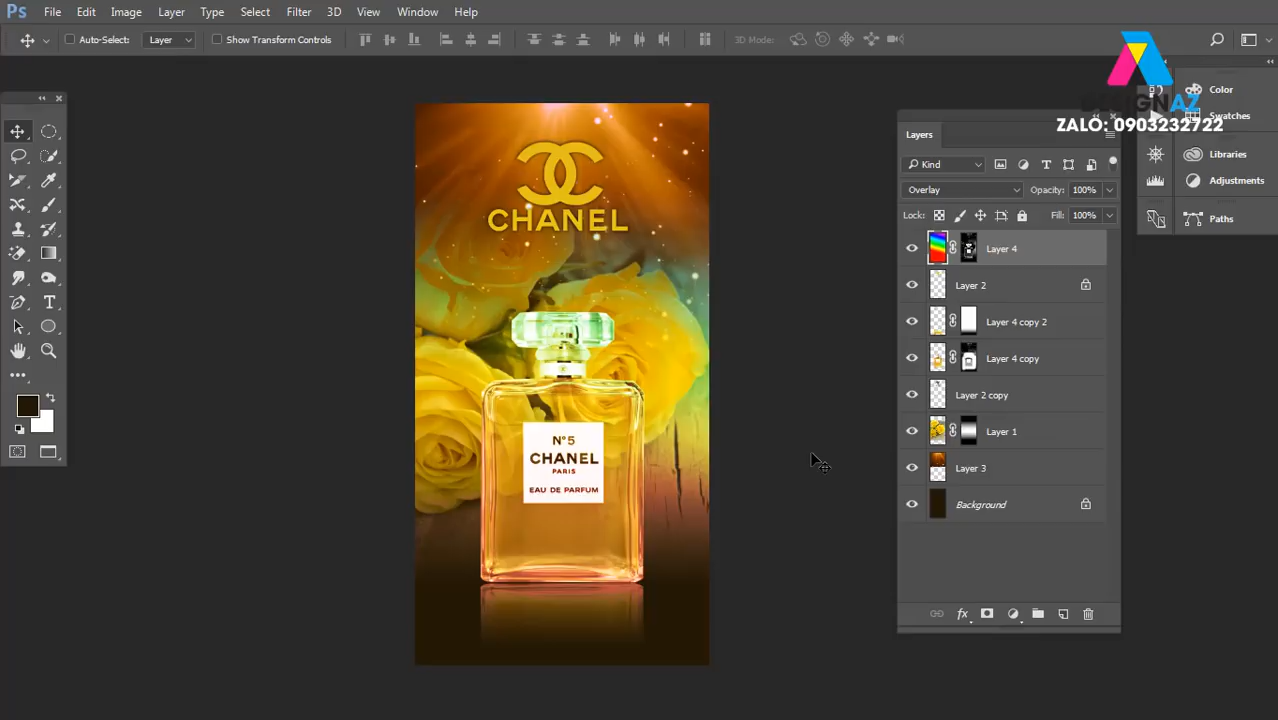 Ps File Edit Image Layer Type Select Filter 3D View Window Help
Auto-Select: Layer Show Transform Controls 3D Mode:
DESIGNAZ
ZALO: 0903232722
Color
Swatches
Libraries
Adjustments
Paths
Layers
Kind
Overlay Opacity: 100%
Lock: Fill: 100%
Layer 4
Layer 2
Layer 4 copy 2
Layer 4 copy
Layer 2 copy
Layer 1
Layer 3
Background
fx
CHANEL
N°5
CHANEL
PARIS
EAU DE PARFUM